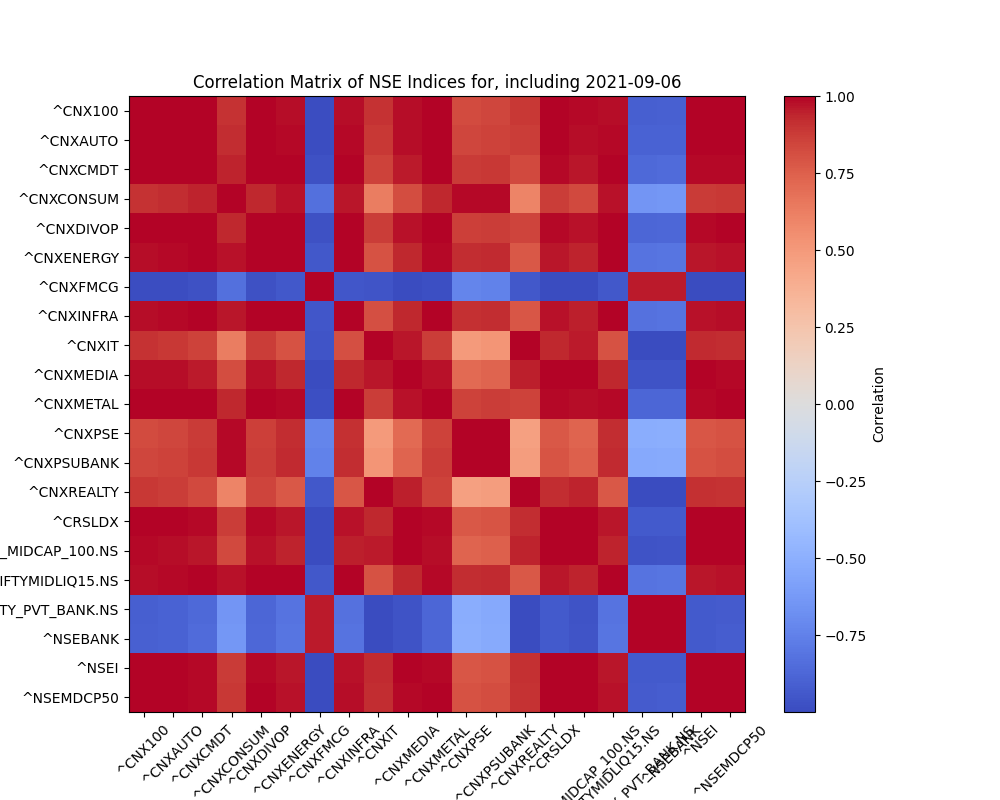 Correlation Matrix of NSE Indices for, including 2021-09-06
^CNX100
^CNXAUTO
^CNXCMDT
^CNXCONSUM
^CNXDIVOP
^CNXENERGY
^CNXFMCG
^CNXINFRA
^CNXIT
^CNXMEDIA
^CNXMETAL
^CNXPSE
^CNXPSUBANK
^CNXREALTY
^CRSLDX
_MIDCAP_100.NS
IFTYMIDLIQ15.NS
TY_PVT_BANK.NS
^NSEBANK
^NSEI
^NSEMDCP50
^CNX100
^CNXAUTO
^CNXCMDT
^CNXCONSUM
^CNXDIVOP
^CNXENERGY
^CNXFMCG
^CNXINFRA
^CNXIT
^CNXMEDIA
^CNXMETAL
^CNXPSE
^CNXPSUBANK
^CNXREALTY
^CRSLDX
MIDCAP_100.NS
TYMIDLIQ15.NS
PVT_BANK.NS
^NSEBANK
^NSEI
^NSEMDCP50
1.00
0.75
0.50
0.25
0.00
−0.25
−0.50
−0.75
Correlation